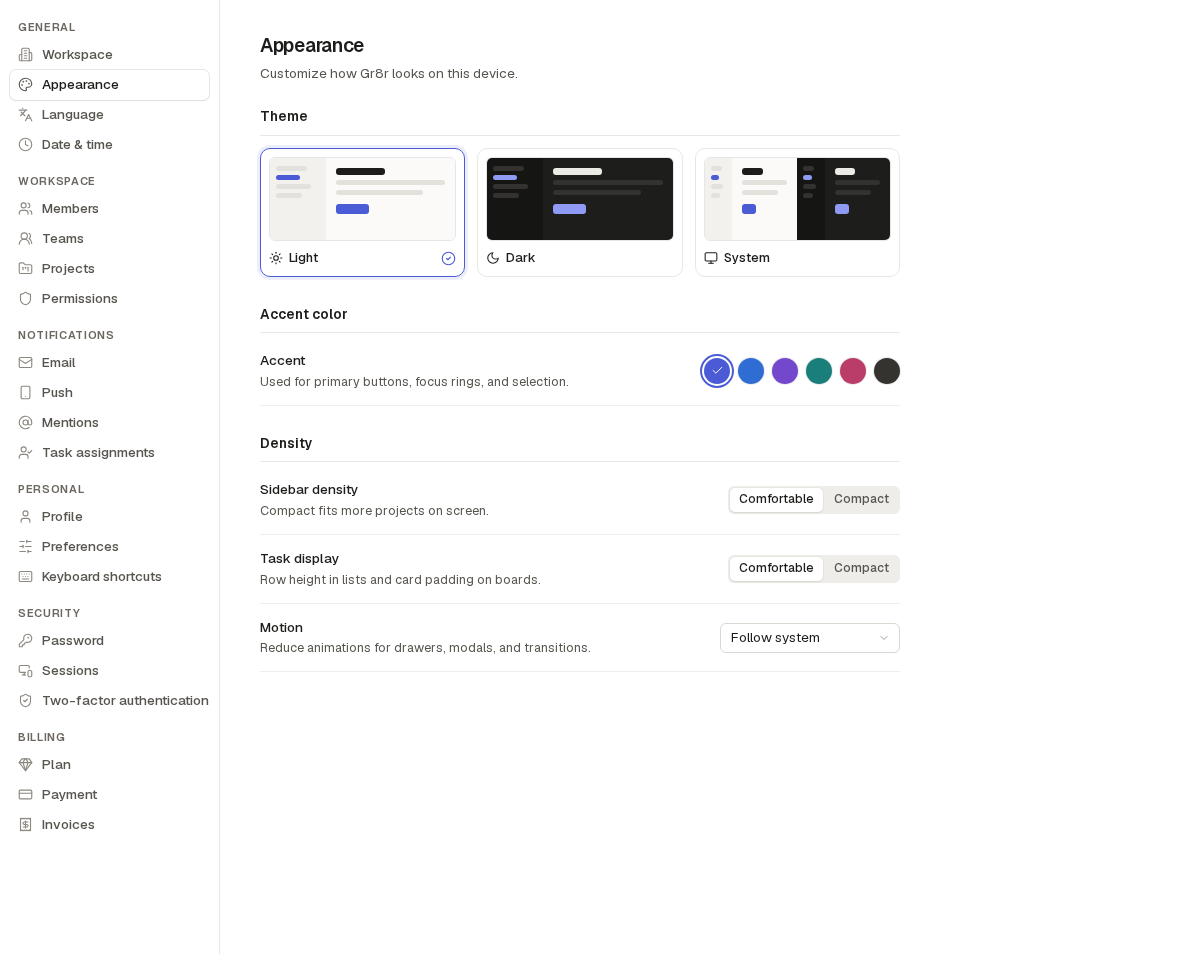 GENERAL
Workspace
Appearance
Language
Date & time
WORKSPACE
Members
Teams
Projects
Permissions
NOTIFICATIONS
Email
Push
Mentions
Task assignments
PERSONAL
Profile
Preferences
Keyboard shortcuts
SECURITY
Password
Sessions
Two-factor authentication
BILLING
Plan
Payment
Invoices
Appearance
Customize how Gr8r looks on this device.
Theme
Light
Dark
System
Accent color
Accent
Used for primary buttons, focus rings, and selection.
Density
Sidebar density
Compact fits more projects on screen.
Comfortable
Compact
Task display
Row height in lists and card padding on boards.
Comfortable
Compact
Motion
Reduce animations for drawers, modals, and transitions.
Follow system